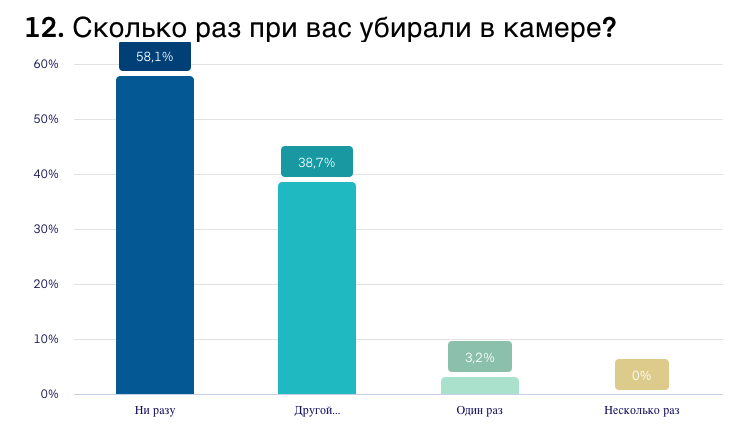 12. Сколько раз при вас убирали в камере?
58,1%
60%
50%
38,7%
40%
30%
20%
10%
3,2%
0%
0%
Ни разу
Другой...
Один раз
Несколько раз